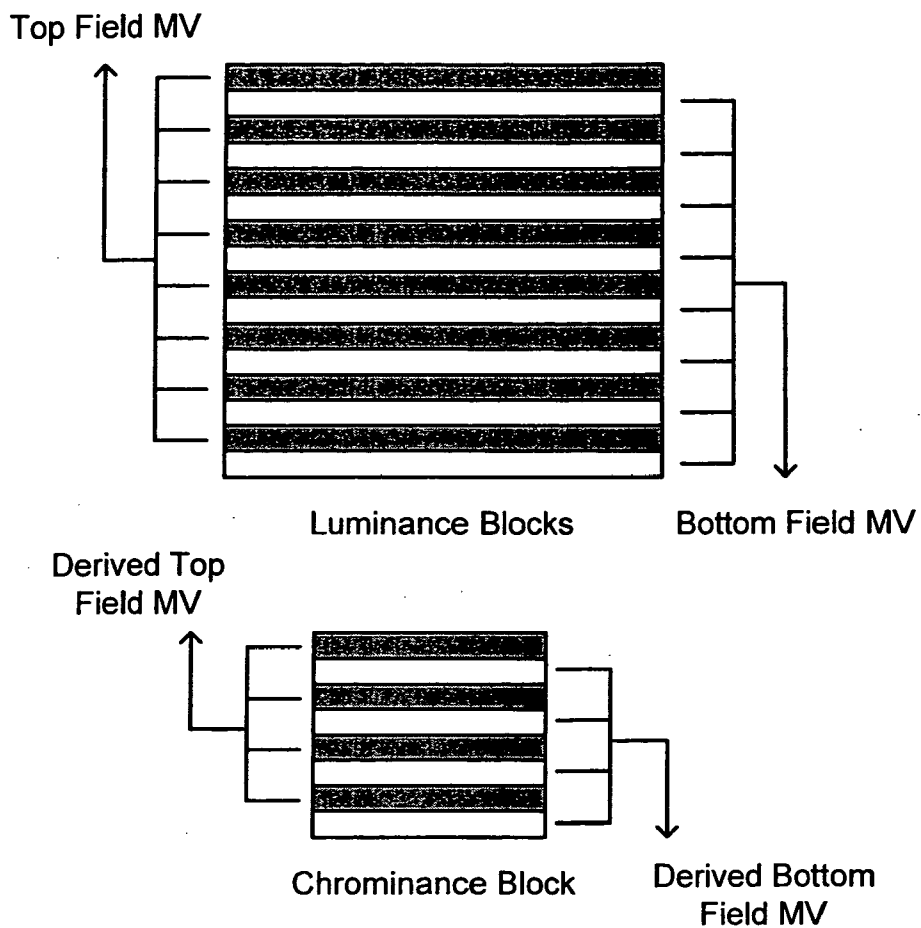 Top Field MV
Luminance Blocks
Bottom Field MV
Derived Top
Field MV
Chrominance Block
Derived Bottom
Field MV